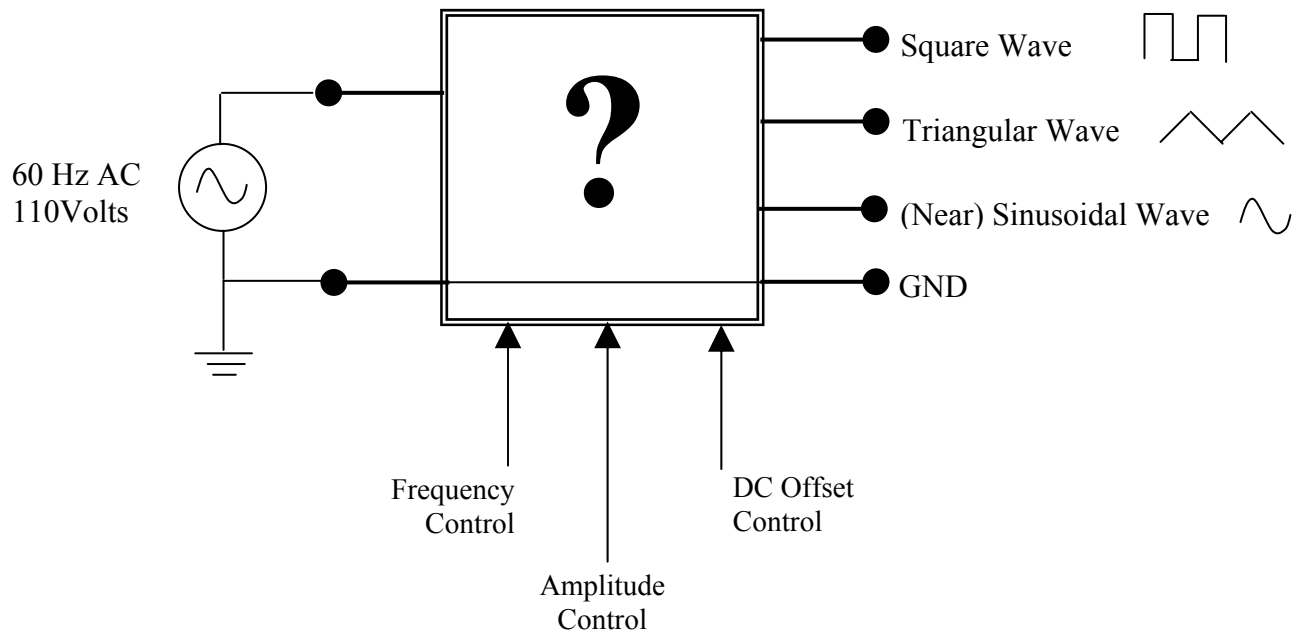 ?
Square Wave
Triangular Wave
60 Hz AC
110Volts
(Near) Sinusoidal Wave
GND
Frequency
Control
DC Offset
Control
Amplitude
Control